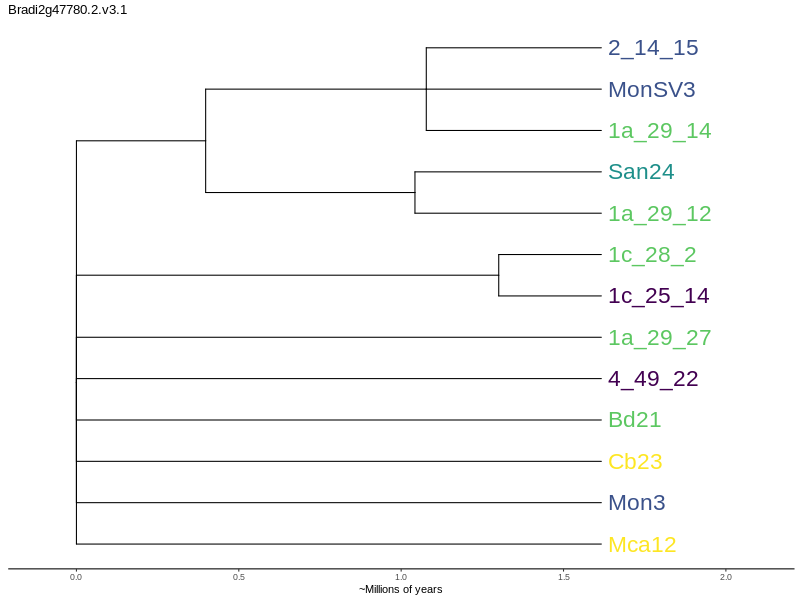 Bradi2g47780.2.v3.1
2_14_15
MonSV3
1a_29_14
San24
1a_29_12
1c_28_2
1c_25_14
1a_29_27
4_49_22
Bd21
Cb23
Mon3
Mca12
0.0 0.5 1.0 1.5 2.0
~Millions of years